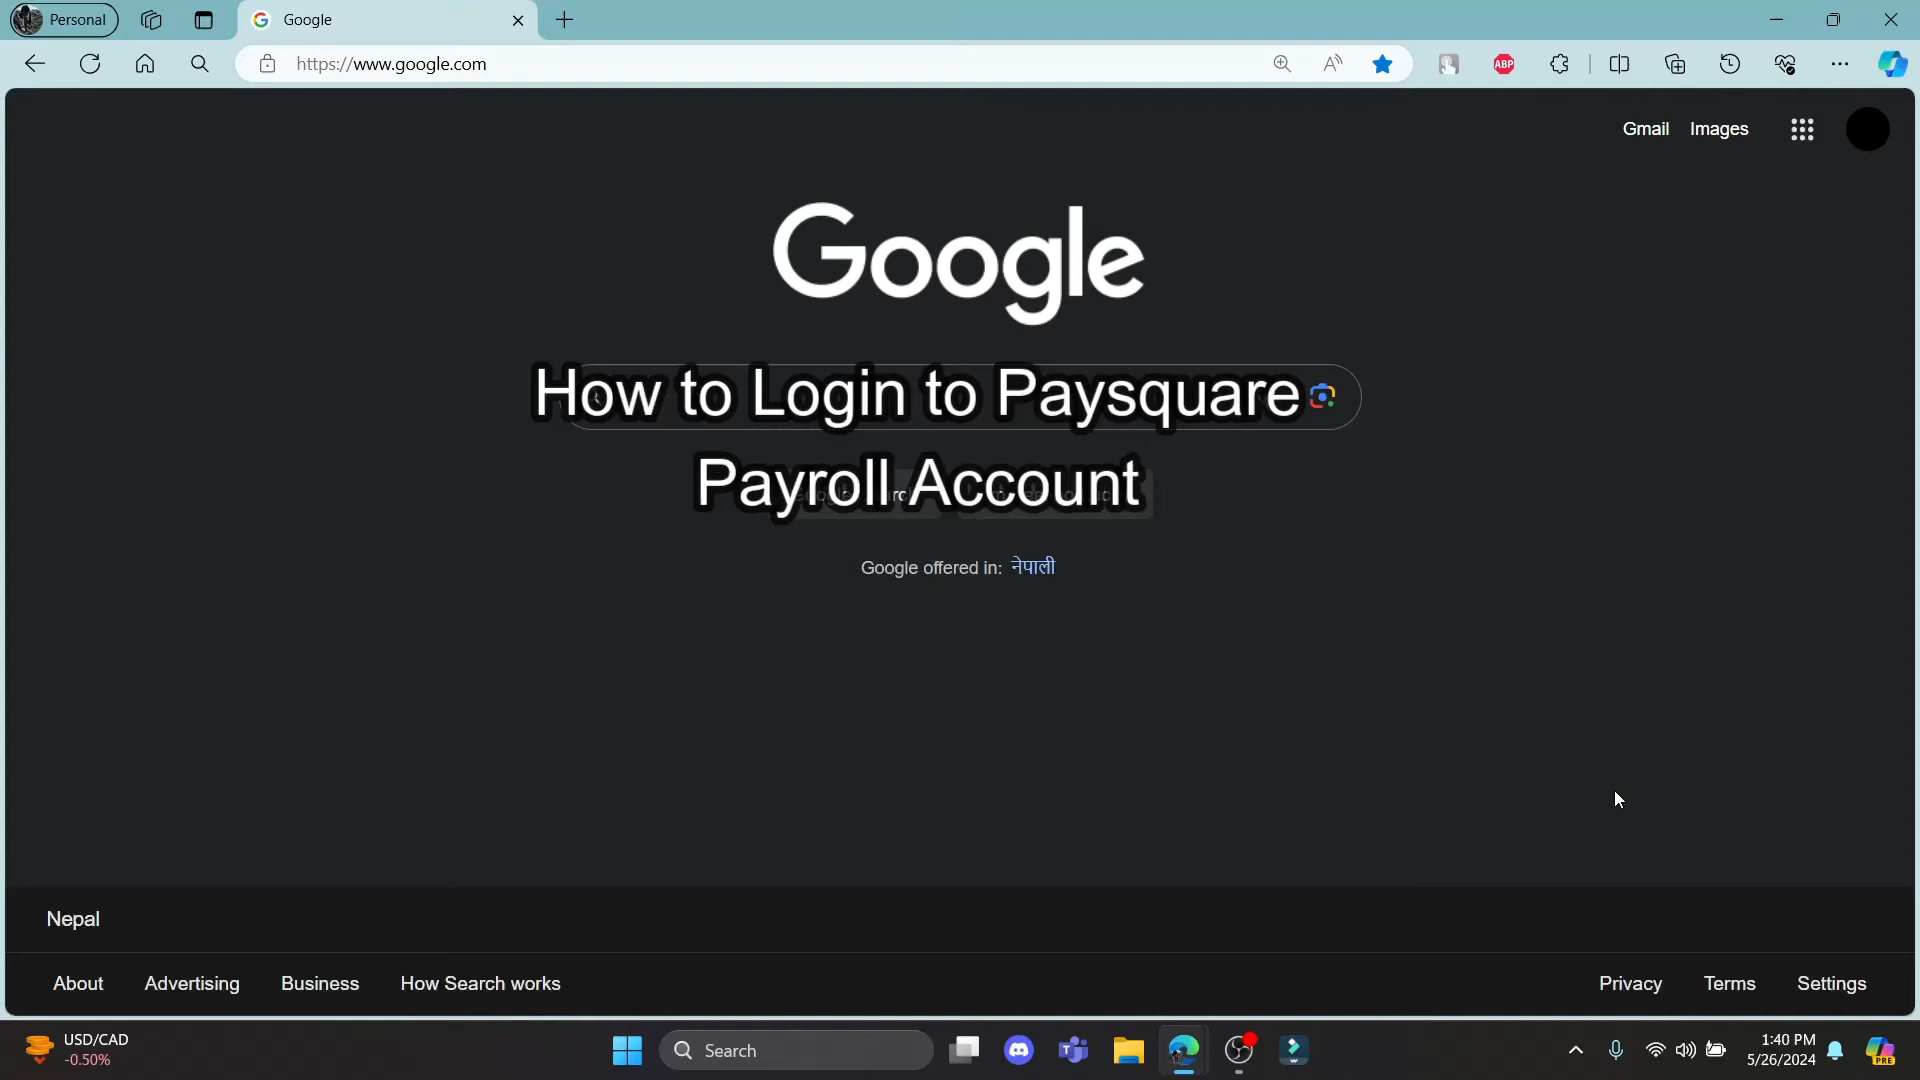 Personal
Google
https://www.google.com
ABP
Gmail Images
Google
How to Login to Paysquare
Payroll Account
Google offered in: नेपाली
Nepal
About Advertising Business How Search works
Privacy Terms Settings
USD/CAD
-0.50%
Search
1:40 PM
5/26/2024
PRE